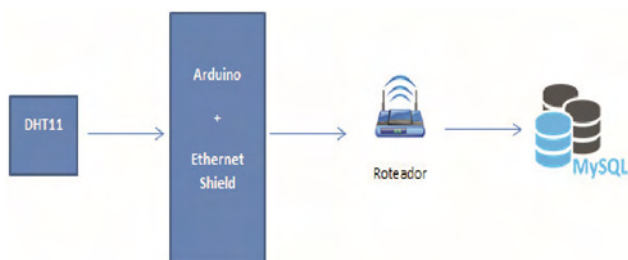 DHT11
Arduino
+
Ethernet
Shield
Roteador
MySQL